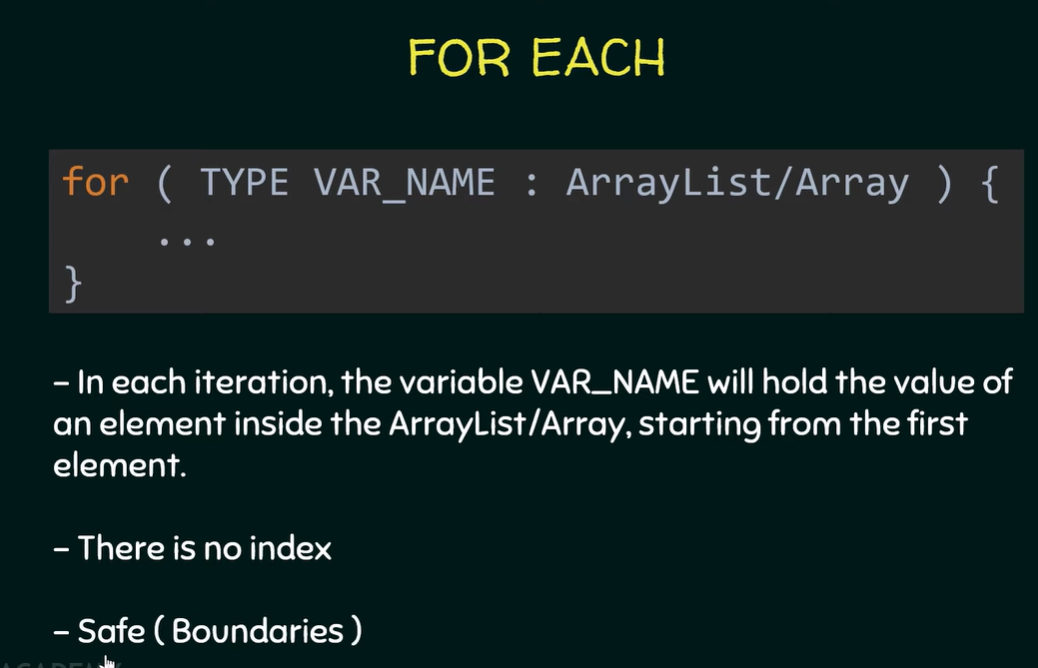 FOR EACH
for ( TYPE VAR_NAME : ArrayList/Array ) {
...
}
– In each iteration, the variable VAR_NAME will hold the value of
an element inside the ArrayList/Array, starting from the first
element.
– There is no index
– Safe ( Boundaries )